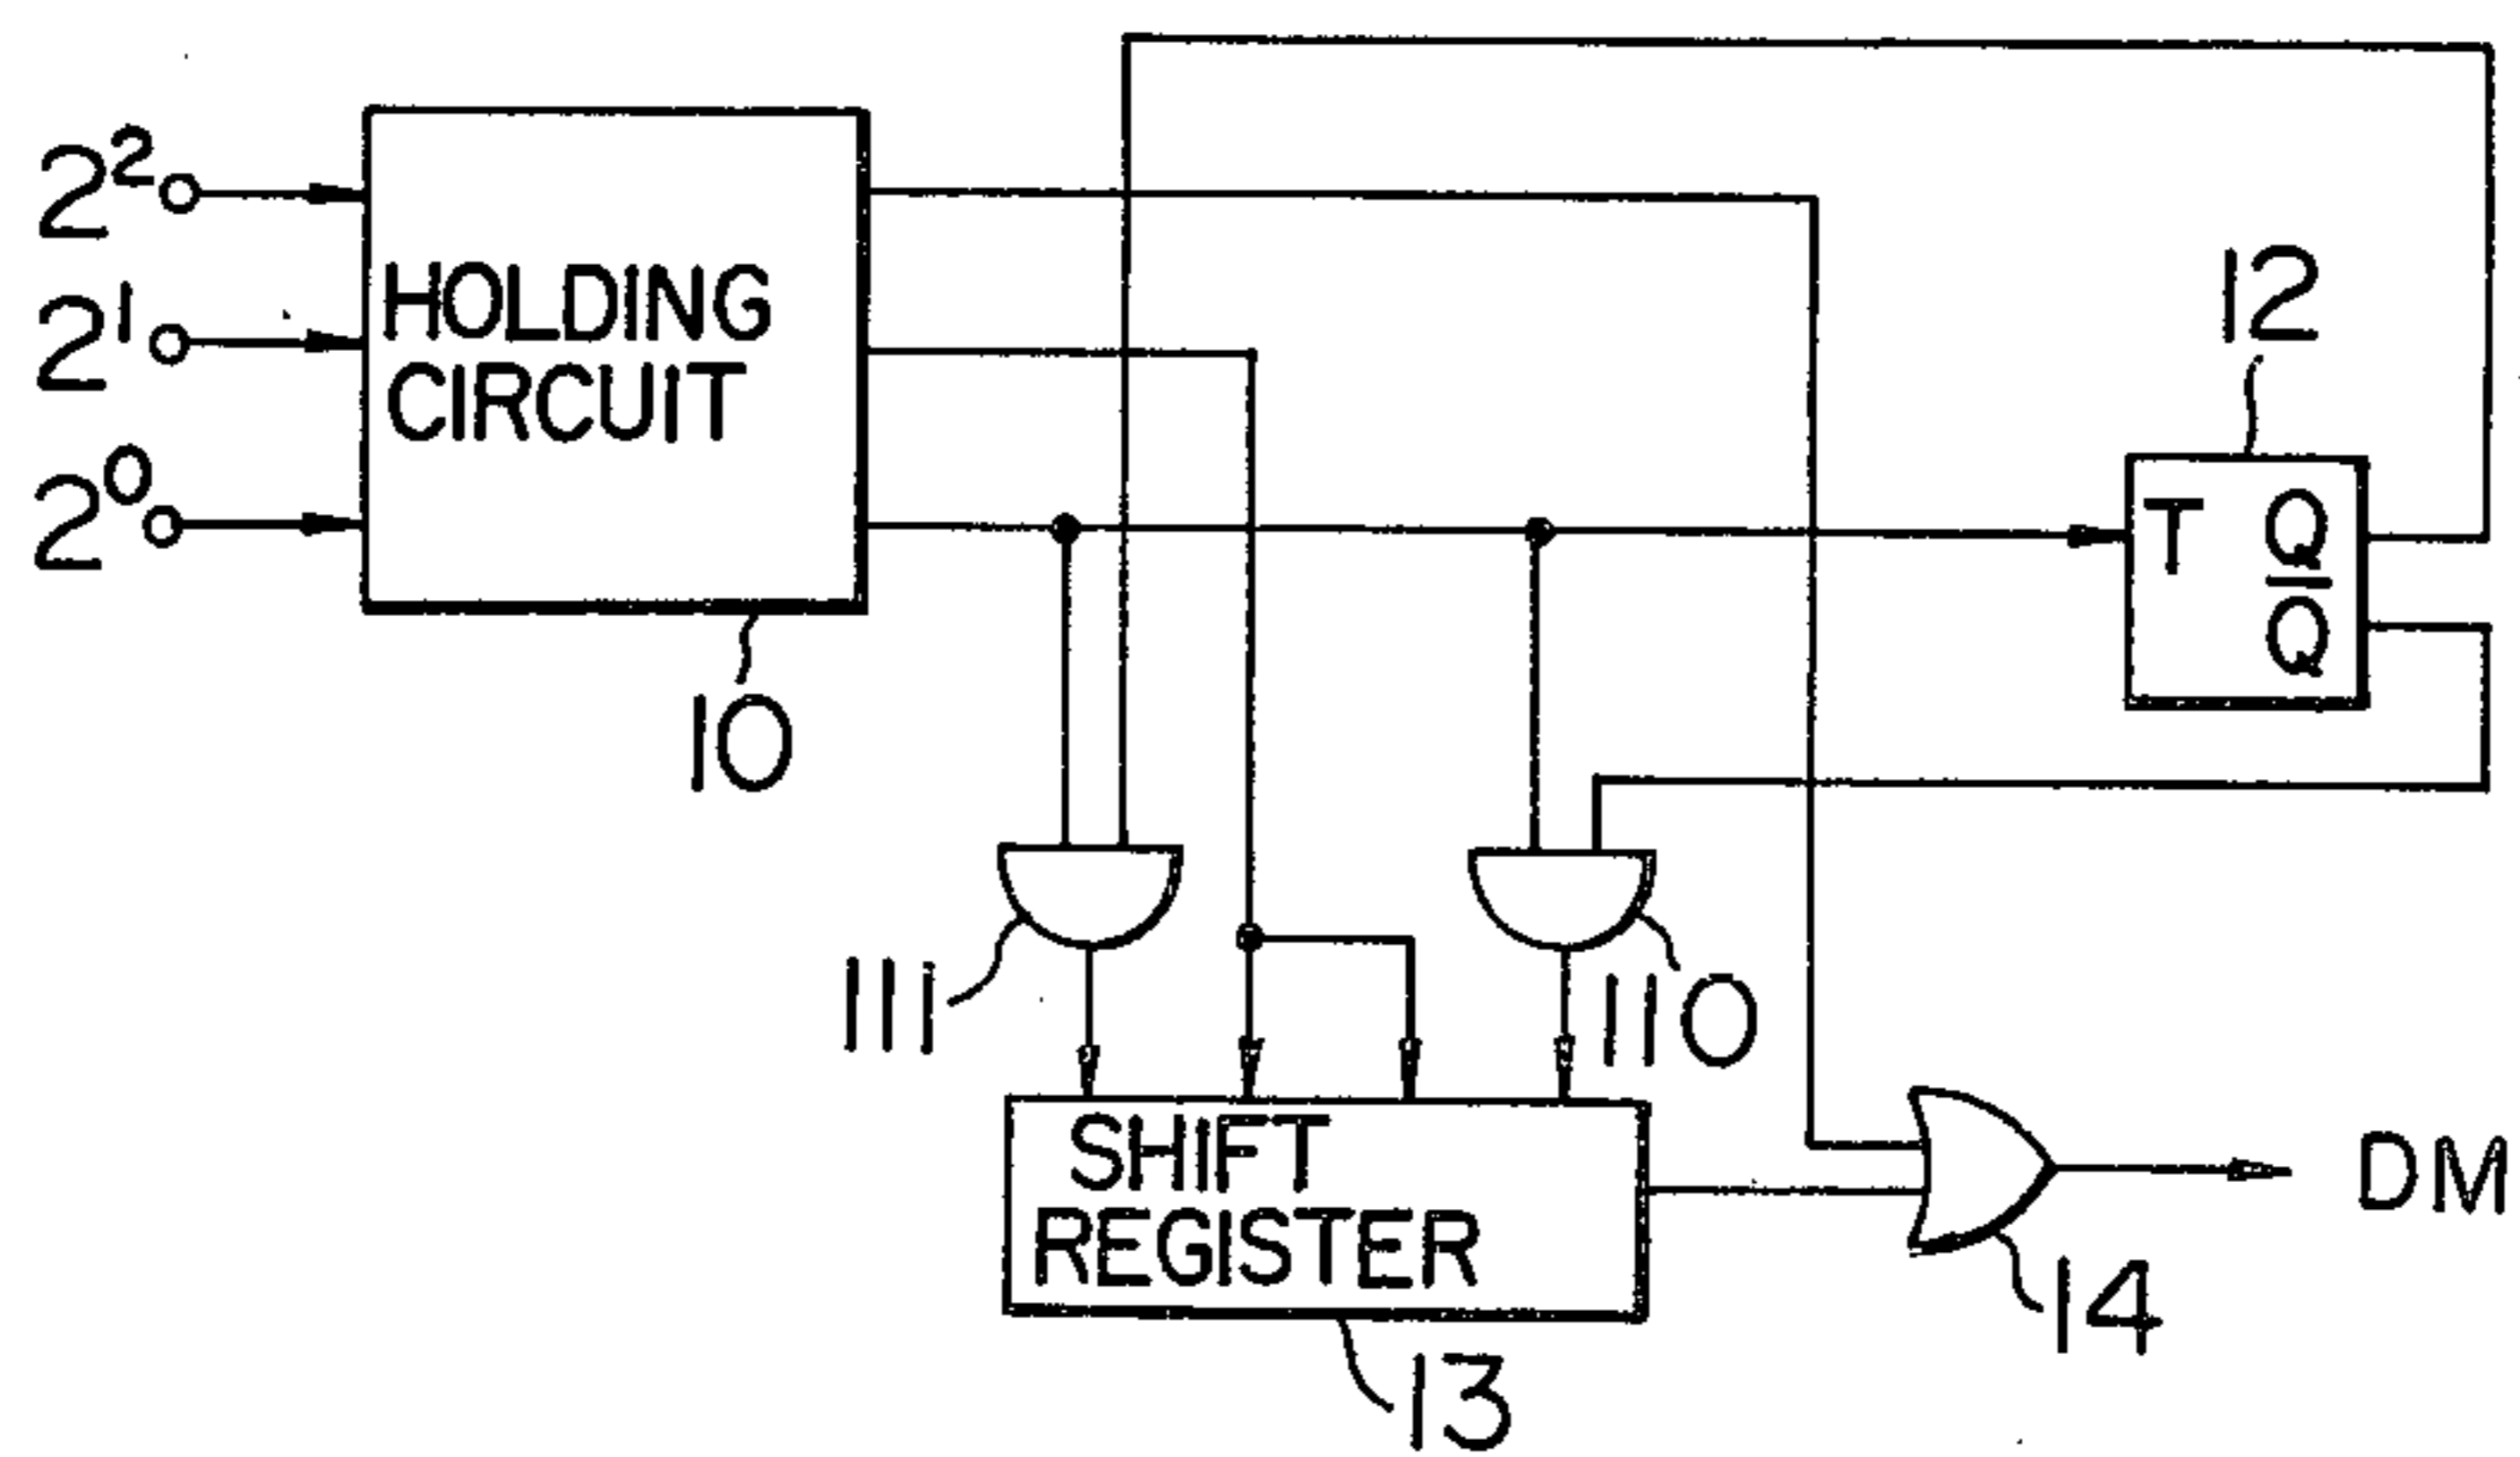 2²
2¹
2⁰
HOLDING
CIRCUIT
10
12
T Q
Q̅
111
110
SHIFT
REGISTER
13
14
DM